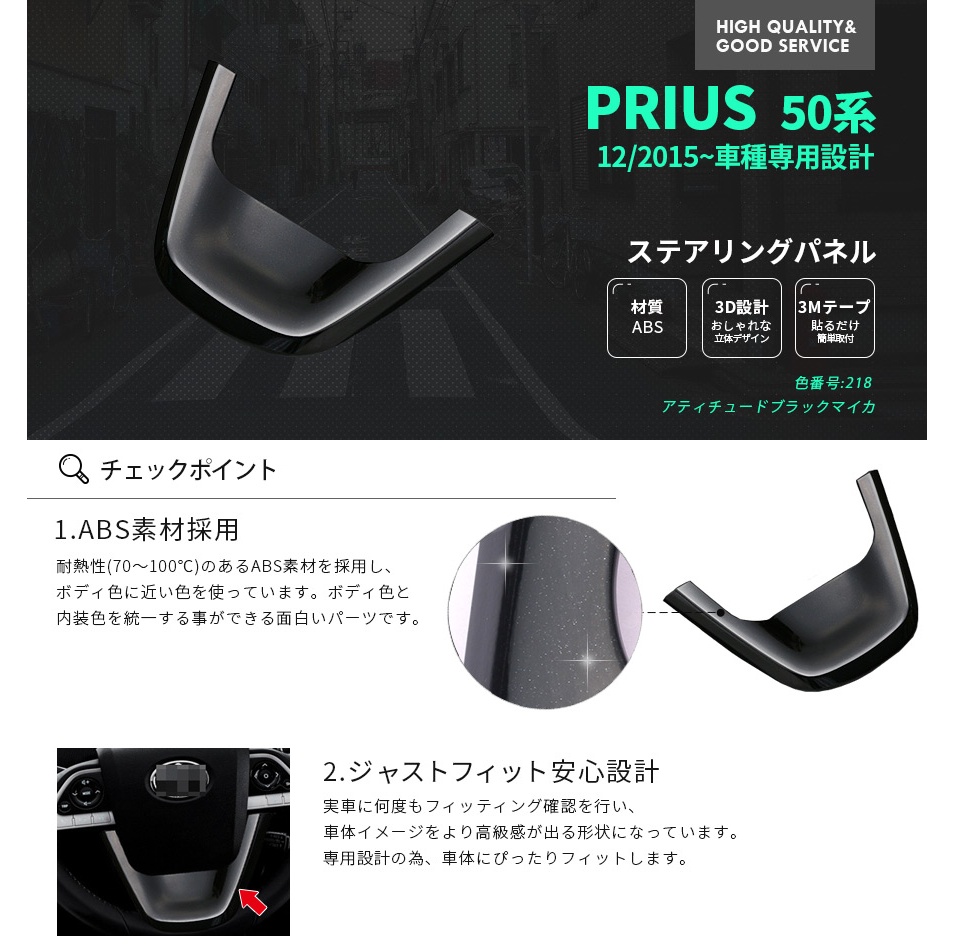 HIGH QUALITY&
GOOD SERVICE
PRIUS 50系
12/2015~車種専用設計
ステアリングパネル
材質
ABS
3D設計
おしゃれな
立体デザイン
3Mテープ
貼るだけ
簡単取付
色番号:218
アティチュードブラックマイカ
チェックポイント
1.ABS素材採用
耐熱性(70〜100℃)のあるABS素材を採用し、
ボディ色に近い色を使っています。ボディ色と
内装色を統一する事ができる面白いパーツです。
2.ジャストフィット安心設計
実車に何度もフィッティング確認を行い、
車体イメージをより高級感が出る形状になっています。
専用設計の為、車体にぴったりフィットします。